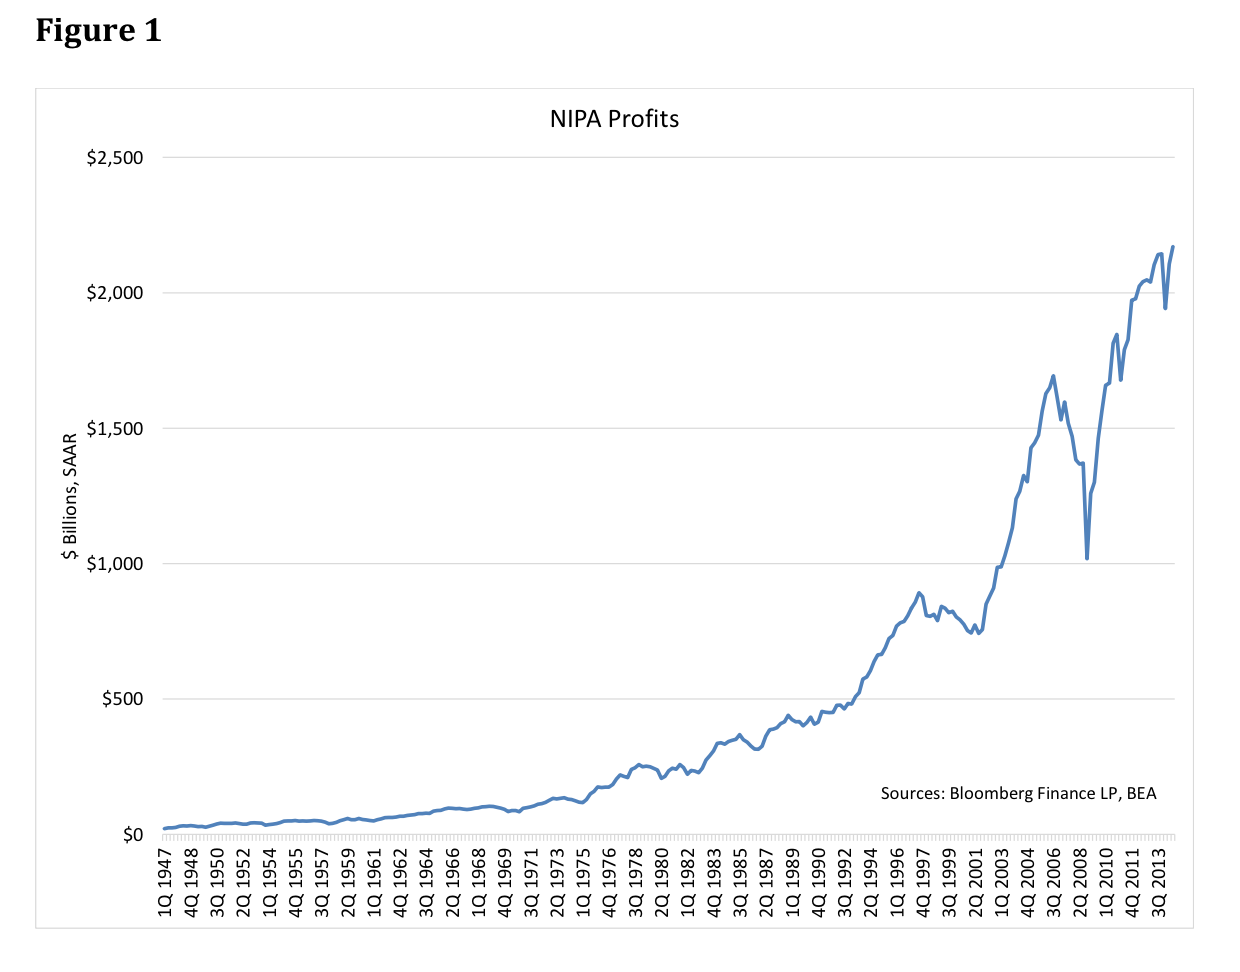 Figure 1
NIPA Profits
$2,500
$2,000
$1,500
$1,000
$500
$0
$ Billions, SAAR
Sources: Bloomberg Finance LP, BEA
1Q 1947
4Q 1948
3Q 1950
2Q 1952
1Q 1954
4Q 1955
3Q 1957
2Q 1959
1Q 1961
4Q 1962
3Q 1964
2Q 1966
1Q 1968
4Q 1969
3Q 1971
2Q 1973
1Q 1975
4Q 1976
3Q 1978
2Q 1980
1Q 1982
4Q 1983
3Q 1985
2Q 1987
1Q 1989
4Q 1990
3Q 1992
2Q 1994
1Q 1996
4Q 1997
3Q 1999
2Q 2001
1Q 2003
4Q 2004
3Q 2006
2Q 2008
1Q 2010
4Q 2011
3Q 2013